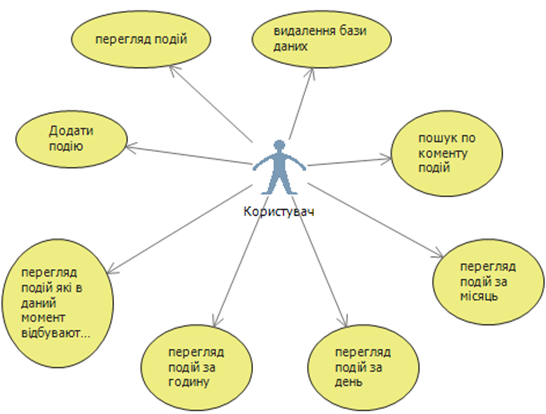 перегляд подій
видалення бази
даних
Додати
подію
пошук по
коменту
подій
Користувач
перегляд
подій які в
даний
момент
відбувают...
перегляд
подій за
місяць
перегляд
подій за
годину
перегляд
подій за
день